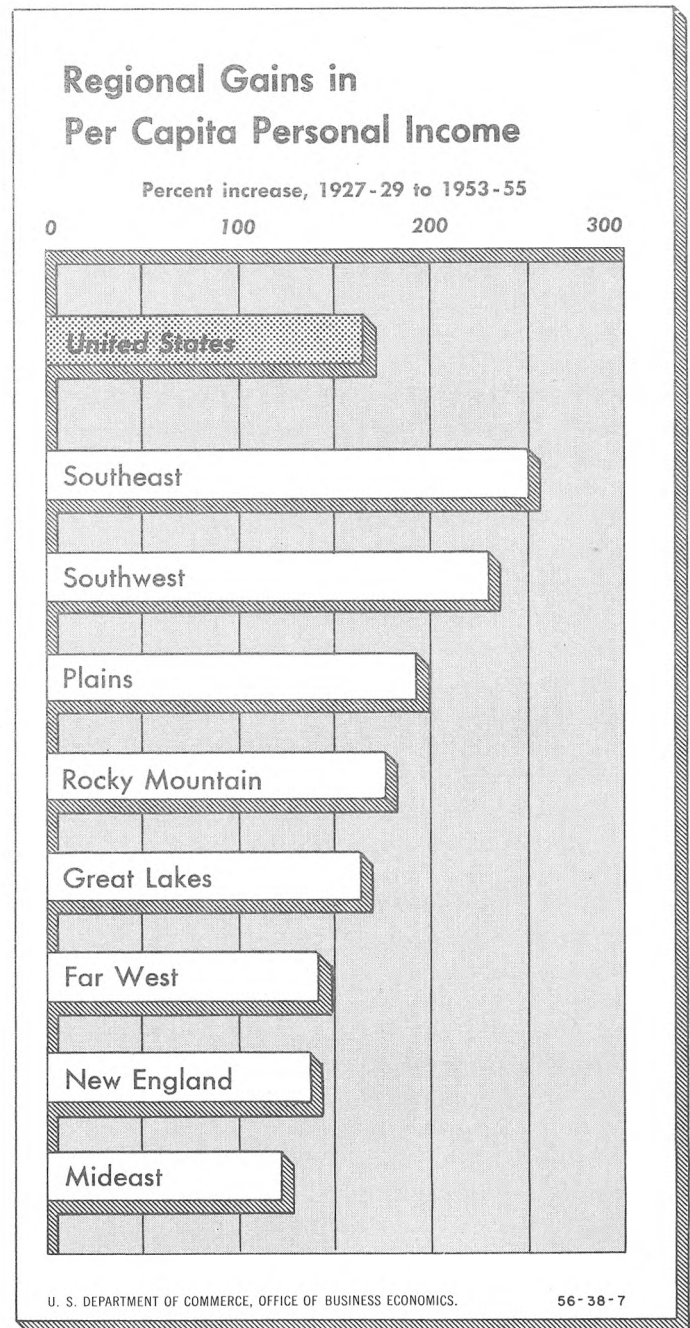 Regional Gains in
Per Capita Personal Income
Percent increase, 1927-29 to 1953-55
0 100 200 300
United States
Southeast
Southwest
Plains
Rocky Mountain
Great Lakes
Far West
New England
Mideast
U. S. DEPARTMENT OF COMMERCE, OFFICE OF BUSINESS ECONOMICS. 56-38-7